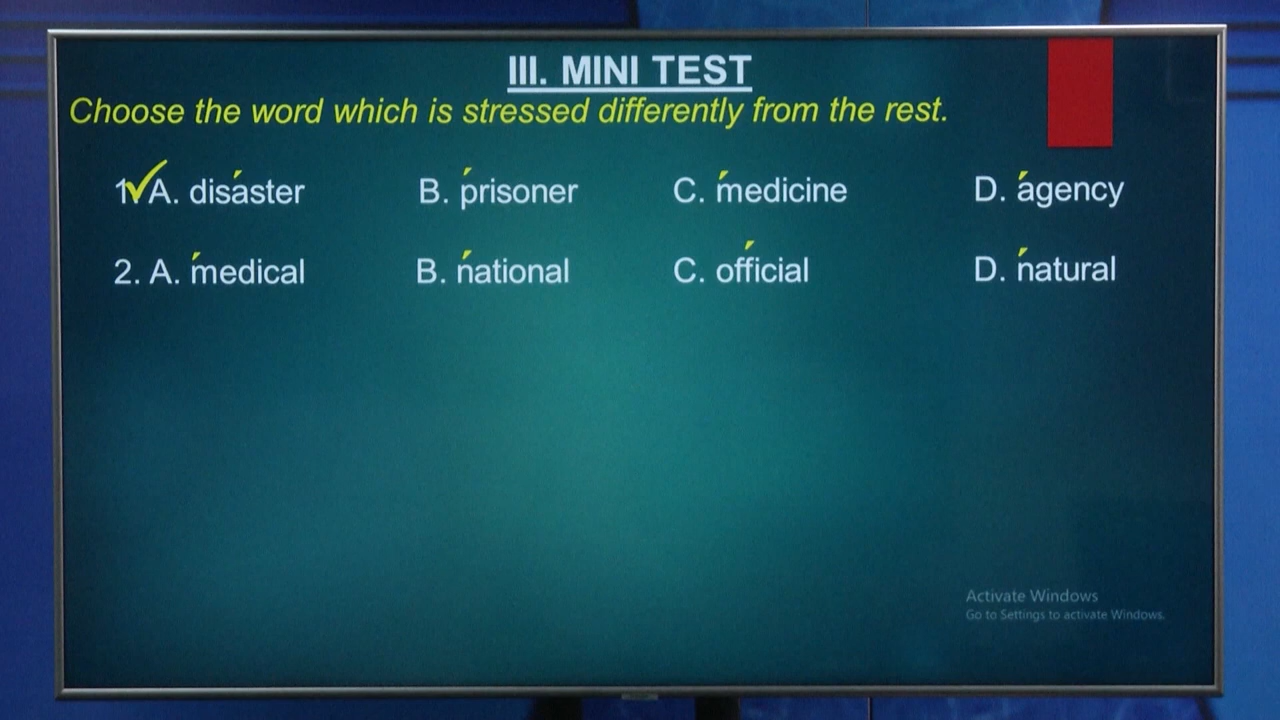 III. MINI TEST
Choose the word which is stressed differently from the rest.
1. A. disaster B. prisoner C. medicine D. agency
2. A. medical B. national C. official D. natural
Activate Windows
Go to Settings to activate Windows.